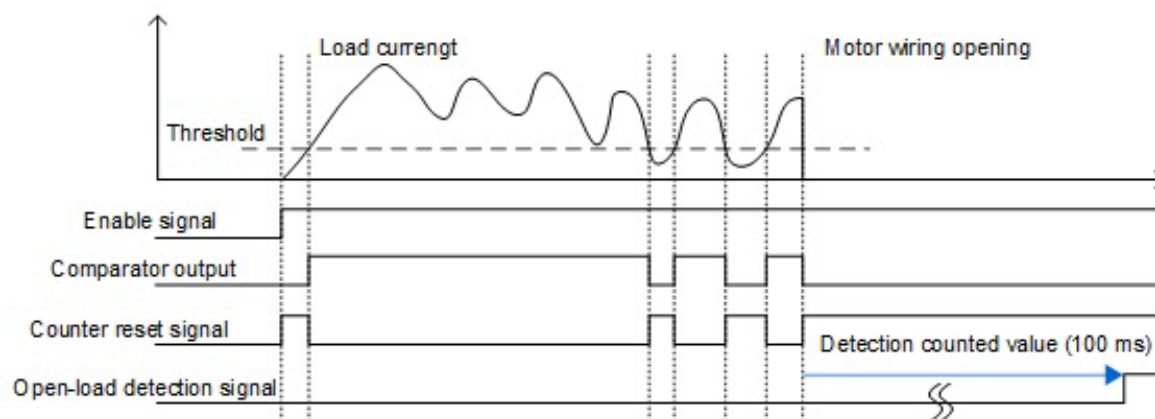 Load currengt
Motor wiring opening
Threshold
Enable signal
Comparator output
Counter reset signal
Detection counted value (100 ms)
Open-load detection signal